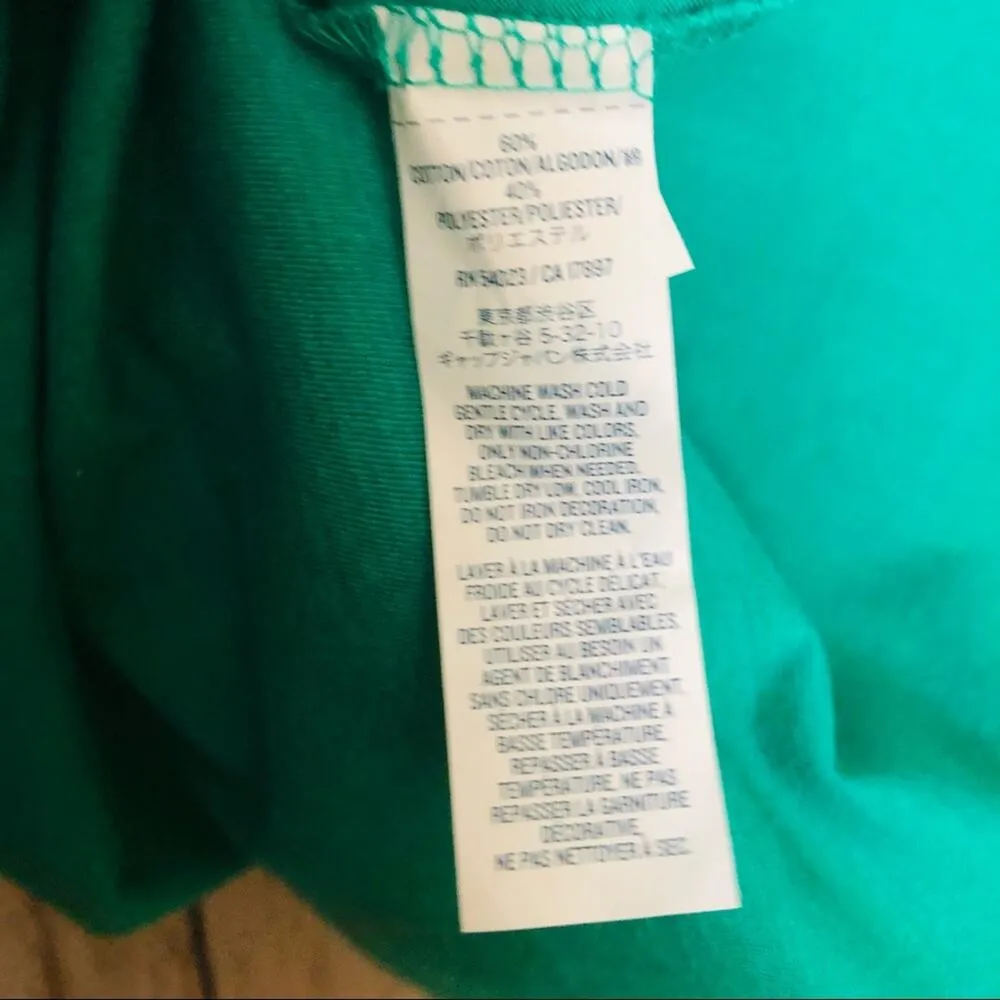 60%
COTTON/COTON/ALGODON/綿
40%
POLYESTER/POLIESTER/
ポリエステル
RN 54023 / CA 17897
東京都渋谷区
千駄ヶ谷 5-32-10
ギャップジャパン株式会社
MACHINE WASH COLD
GENTLE CYCLE, WASH AND
DRY WITH LIKE COLORS,
ONLY NON-CHLORINE
BLEACH WHEN NEEDED,
TUMBLE DRY LOW, COOL IRON,
DO NOT IRON DECORATION,
DO NOT DRY CLEAN.
LAVER À LA MACHINE À L'EAU
FROIDE AU CYCLE DÉLICAT.
LAVER ET SÉCHER AVEC
DES COULEURS SEMBLABLES.
UTILISER AU BESOIN UN
AGENT DE BLANCHIMENT
SANS CHLORE UNIQUEMENT.
SÉCHER À LA MACHINE À
BASSE TEMPÉRATURE.
REPASSER À BASSE
TEMPÉRATURE, NE PAS
REPASSER LA GARNITURE
DÉCORATIVE.
NE PAS NETTOYER À SEC.